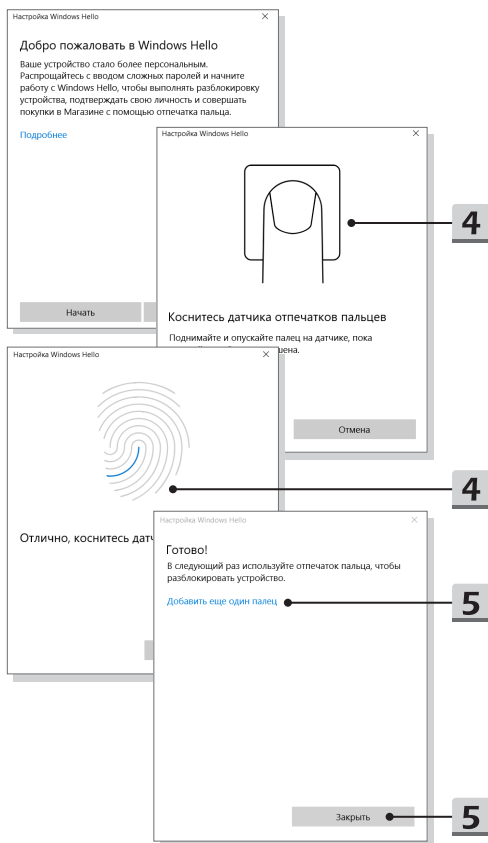 Настройка Windows Hello
Добро пожаловать в Windows Hello
Ваше устройство стало более персональным.
Распрощайтесь с вводом сложных паролей и начните
работу с Windows Hello, чтобы выполнять разблокировку
устройства, подтверждать свою личность и совершать
покупки в Магазине с помощью отпечатка пальца.
Подробнее
Начать
Настройка Windows Hello
4
Коснитесь датчика отпечатков пальцев
Поднимайте и опускайте палец на датчике, пока
Отмена
Настройка Windows Hello
4
Отлично, коснитесь
Настройка Windows Hello
Готово!
В следующий раз используйте отпечаток пальца, чтобы
разблокировать устройство.
Добавить еще один палец
5
Закрыть
5